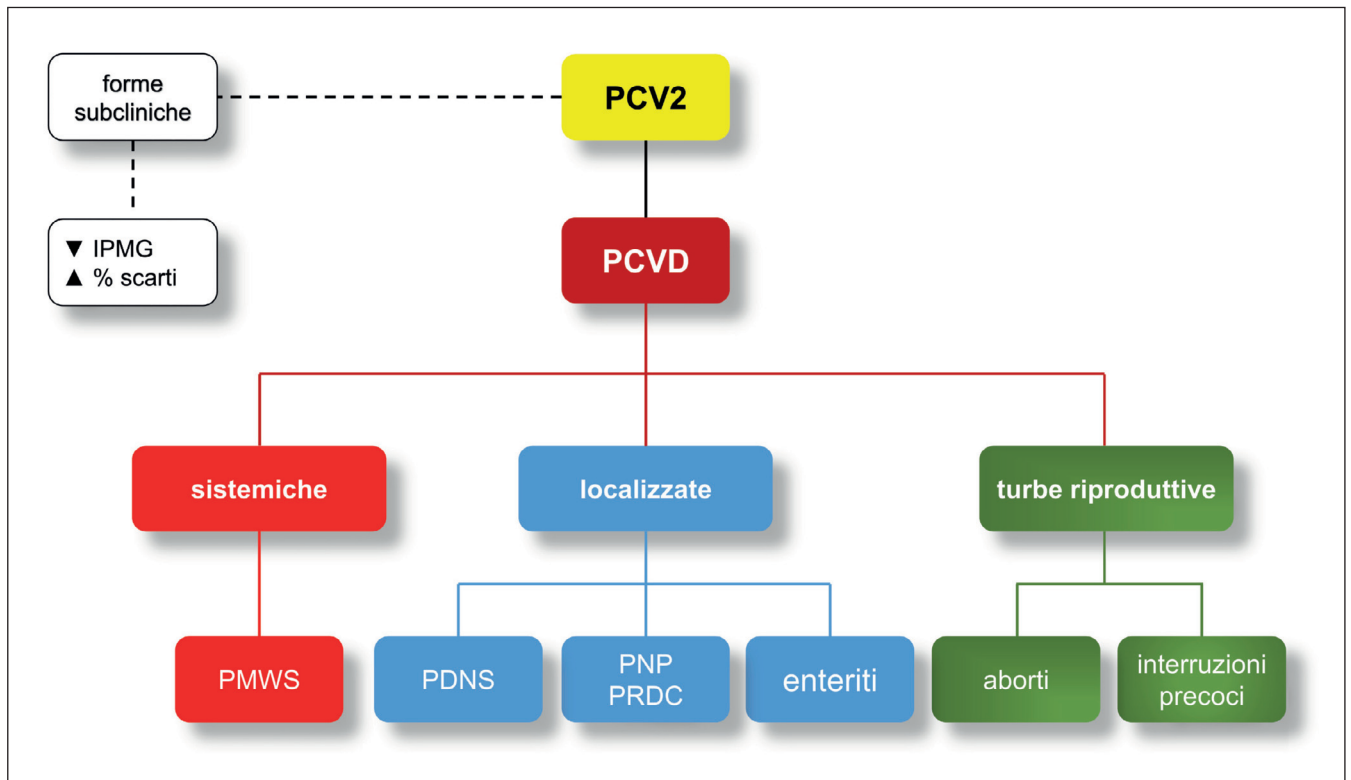 forme
subcliniche
PCV2
▼ IPMG
▲ % scarti
PCVD
sistemiche
localizzate
turbe riproduttive
PMWS
PDNS
PNP
PRDC
enteriti
aborti
interruzioni
precoci